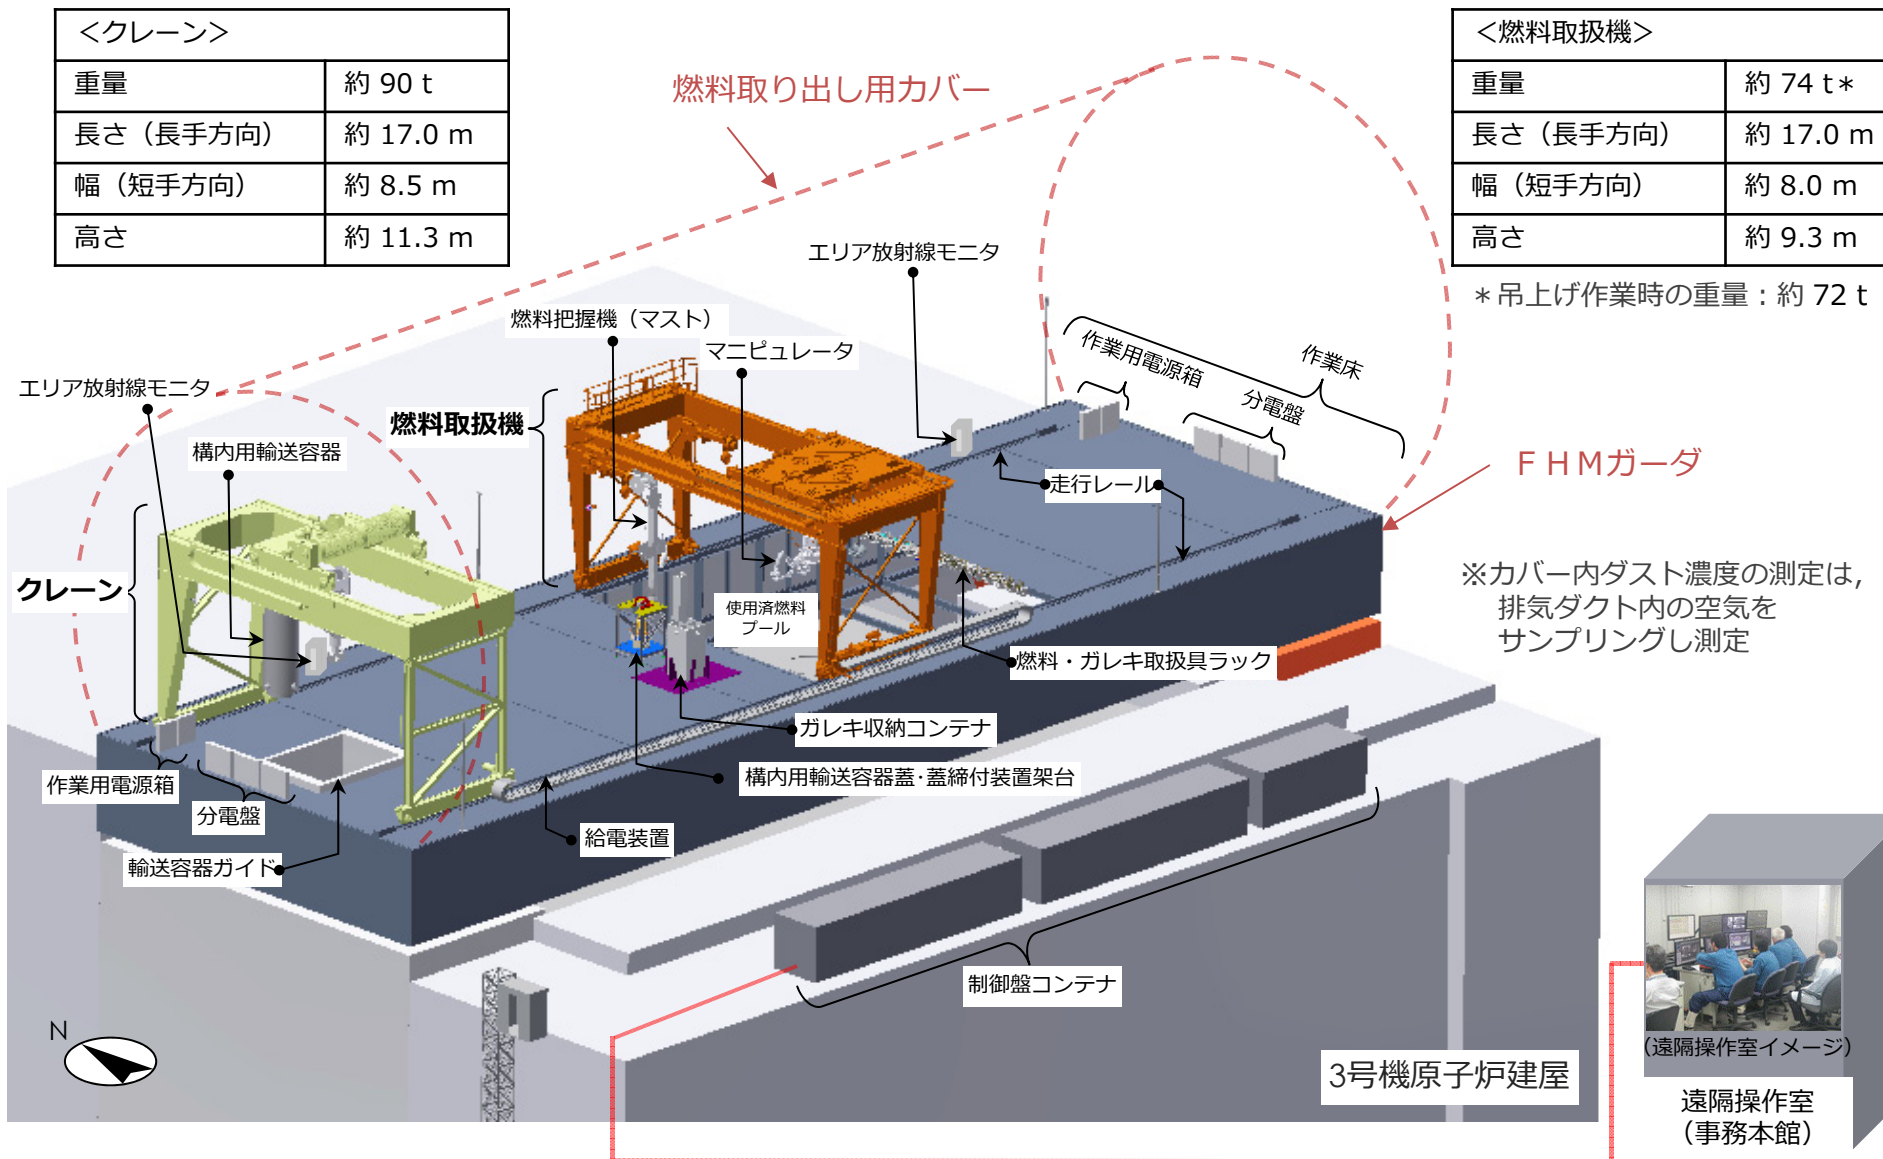 ＜クレーン＞
重量 約 90 t
長さ（長手方向） 約 17.0 m
幅（短手方向） 約 8.5 m
高さ 約 11.3 m
＜燃料取扱機＞
重量 約 74 t＊
長さ（長手方向） 約 17.0 m
幅（短手方向） 約 8.0 m
高さ 約 9.3 m
＊吊上げ作業時の重量：約 72 t
燃料取り出し用カバー
エリア放射線モニタ
燃料把握機（マスト）
マニピュレータ
作業用電源箱
作業床
分電盤
エリア放射線モニタ
燃料取扱機
構内用輸送容器
走行レール
ＦＨＭガーダ
クレーン
※カバー内ダスト濃度の測定は,
排気ダクト内の空気を
サンプリングし測定
使用済燃料
プール
燃料・ガレキ取扱具ラック
ガレキ収納コンテナ
構内用輸送容器蓋･蓋締付装置架台
作業用電源箱
分電盤
給電装置
輸送容器ガイド
制御盤コンテナ
N
3号機原子炉建屋
（遠隔操作室イメージ）
遠隔操作室
（事務本館）